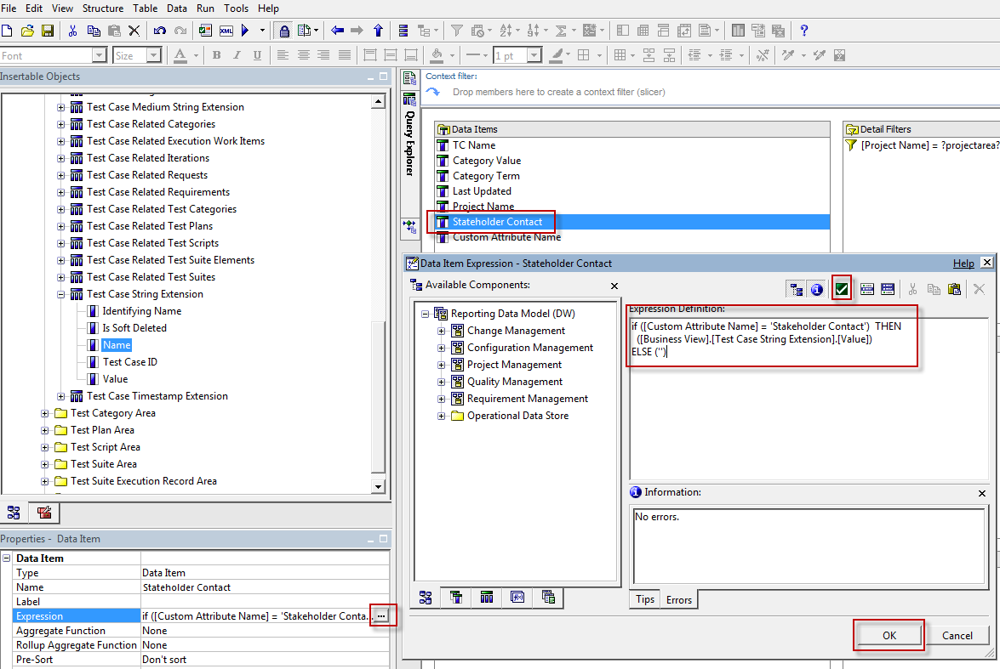 File Edit View Structure Table Data Run Tools Help
Font Size 1 pt
Insertable Objects
Test Case Medium String Extension
Test Case Related Categories
Test Case Related Execution Work Items
Test Case Related Iterations
Test Case Related Requests
Test Case Related Requirements
Test Case Related Test Categories
Test Case Related Test Plans
Test Case Related Test Scripts
Test Case Related Test Suite Elements
Test Case Related Test Suites
Test Case String Extension
Identifying Name
Is Soft Deleted
Name
Test Case ID
Value
Test Case Timestamp Extension
Test Category Area
Test Plan Area
Test Script Area
Test Suite Area
Test Suite Execution Record Area
Properties - Data Item
Data Item
Type Data Item
Name Stateholder Contact
Label
Expression if ([Custom Attribute Name] = 'Stakeholder Conta... ...
Aggregate Function None
Rollup Aggregate Function None
Pre-Sort Don't sort
Query Explorer
Context filter:
Drop members here to create a context filter (slicer)
Data Items
TC Name
Category Value
Category Term
Last Updated
Project Name
Stateholder Contact
Custom Attribute Name
Detail Filters
[Project Name] = ?projectarea?
Data Item Expression - Stateholder Contact Help
Available Components:
Reporting Data Model (DW)
Change Management
Configuration Management
Project Management
Quality Management
Requirement Management
Operational Data Store
Expression Definition:
if ([Custom Attribute Name] = 'Stakeholder Contact') THEN
([Business View].[Test Case String Extension].[Value])
ELSE ('')
Information:
No errors.
Tips Errors
OK Cancel